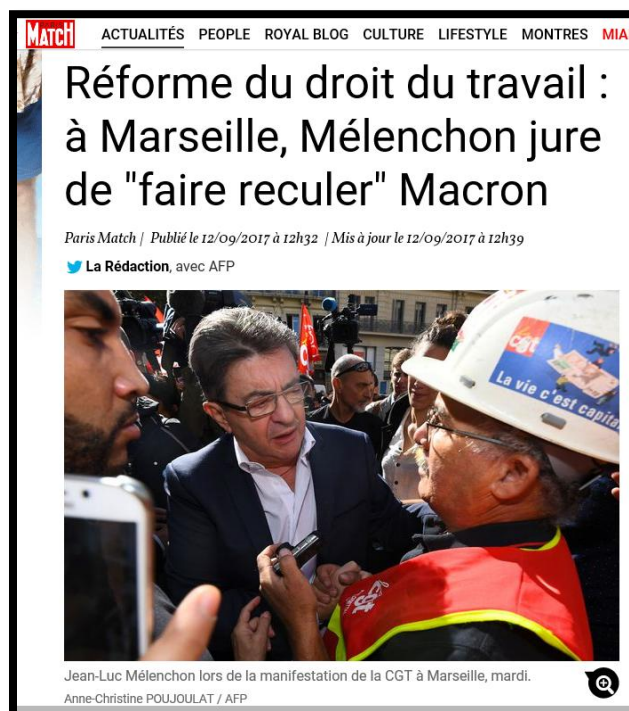 MATCH
ACTUALITÉS PEOPLE ROYAL BLOG CULTURE LIFESTYLE MONTRES MIA
Réforme du droit du travail :
à Marseille, Mélenchon jure
de "faire reculer" Macron
Paris Match | Publié le 12/09/2017 à 12h32 | Mis à jour le 12/09/2017 à 12h39
La Rédaction, avec AFP
cgt
La vie c'est capital
cgt
Jean-Luc Mélenchon lors de la manifestation de la CGT à Marseille, mardi.
Anne-Christine POUJOULAT / AFP